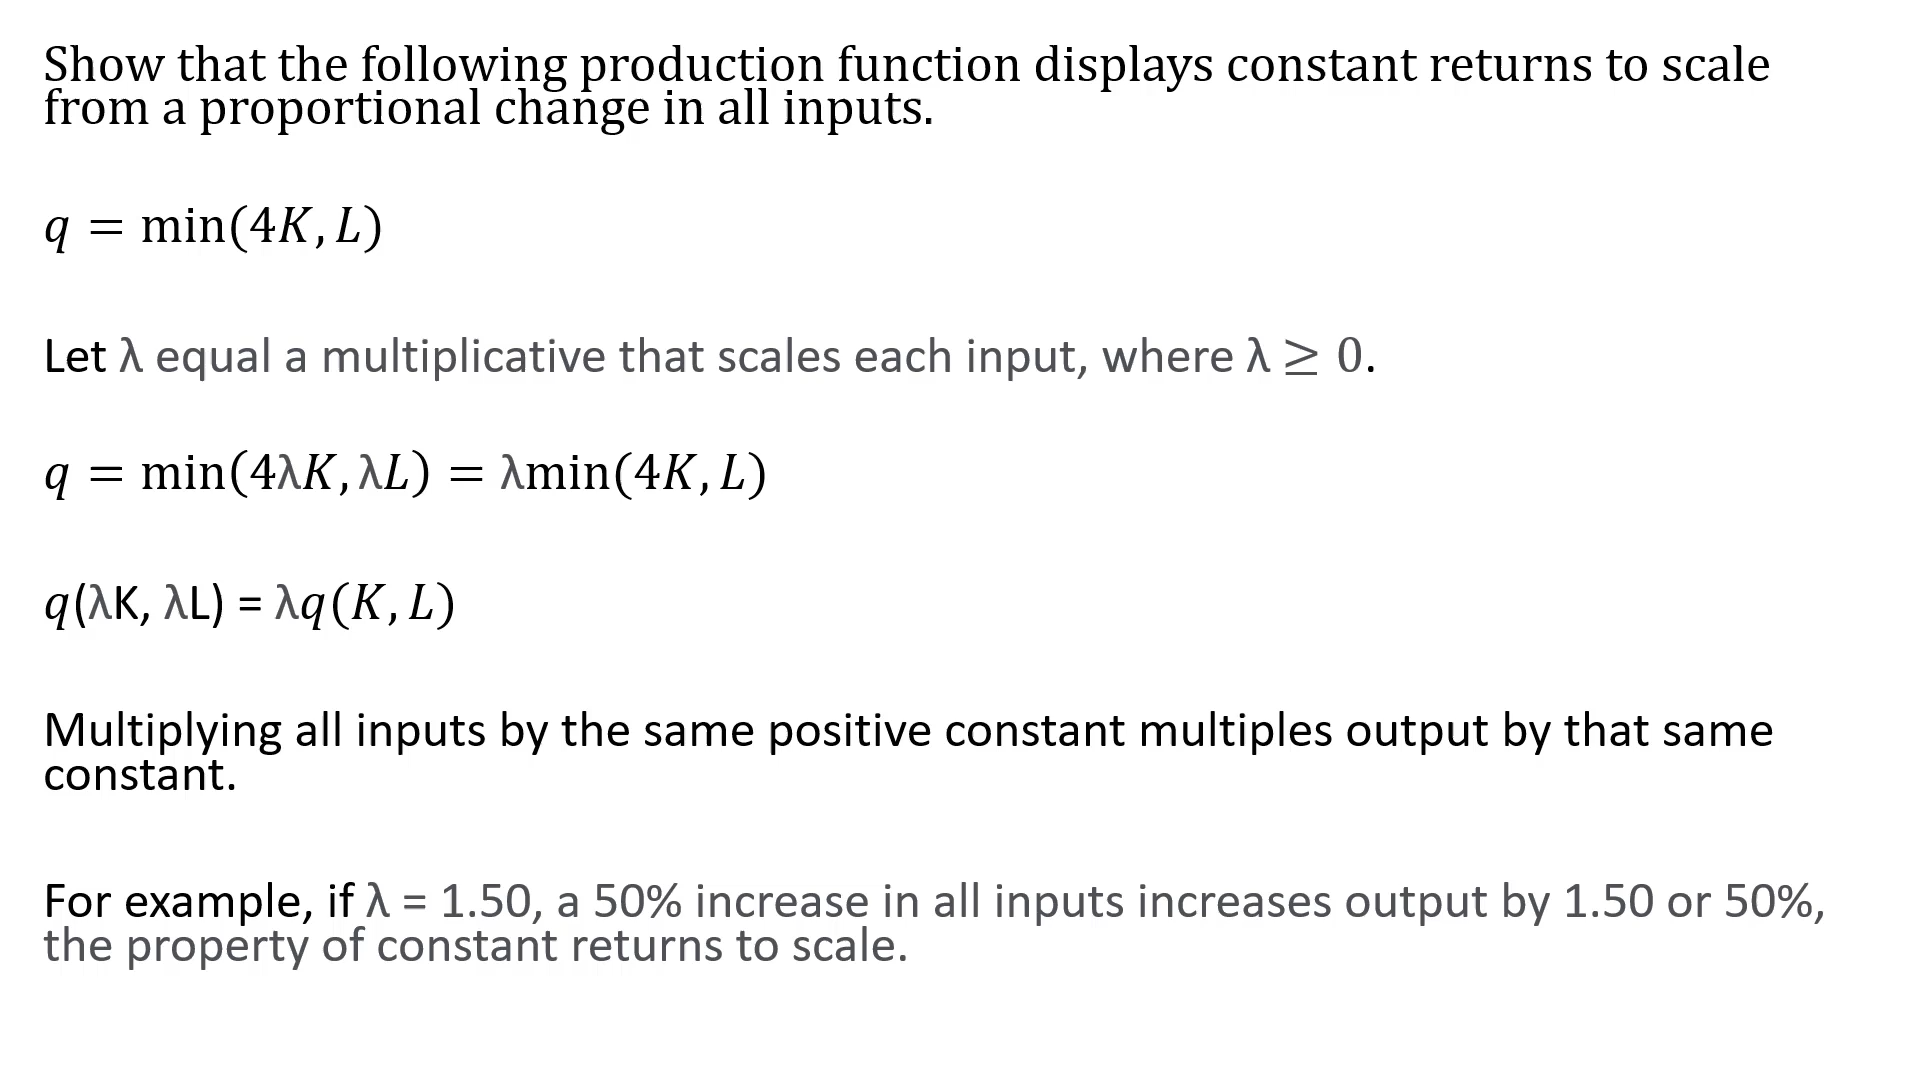 Show that the following production function displays constant returns to scale
from a proportional change in all inputs.
q = min(4K, L)
Let λ equal a multiplicative that scales each input, where λ ≥ 0.
q = min(4λK, λL) = λmin(4K, L)
q(λK, λL) = λq(K, L)
Multiplying all inputs by the same positive constant multiples output by that same
constant.
For example, if λ = 1.50, a 50% increase in all inputs increases output by 1.50 or 50%,
the property of constant returns to scale.